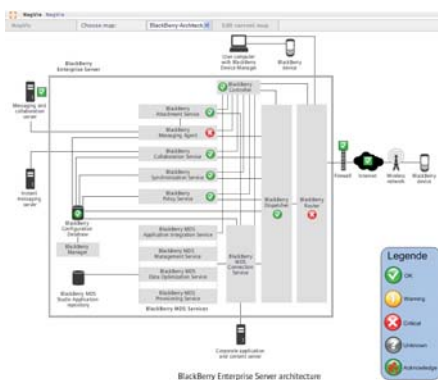 NagVis
Choose map:
BlackBerry-Architect
Edit current map
BlackBerry
Enterprise Server
User computer
with BlackBerry
Device Manager
BlackBerry
device
Messaging and
collaboration
server
BlackBerry
Controller
BlackBerry
Attachment Service
BlackBerry
Messaging Agent
BlackBerry
Collaboration Service
BlackBerry
Synchronization Service
BlackBerry
Policy Service
Instant
messaging
server
BlackBerry
Configuration
Database
BlackBerry
Manager
BlackBerry
Dispatcher
BlackBerry
Router
Firewall
Internet
Wireless
network
BlackBerry
device
BlackBerry MDS
Application Integration Service
BlackBerry MDS
Management Service
BlackBerry MDS
Data Optimization Service
BlackBerry MDS
Provisioning Service
BlackBerry
MDS
Connection
Service
BlackBerry MDS
Studio Application
repository
BlackBerry MDS Services
Corporate application
and content server
BlackBerry Enterprise Server architecture
Legende
OK
Warning
Critical
Unknown
Acknowledge